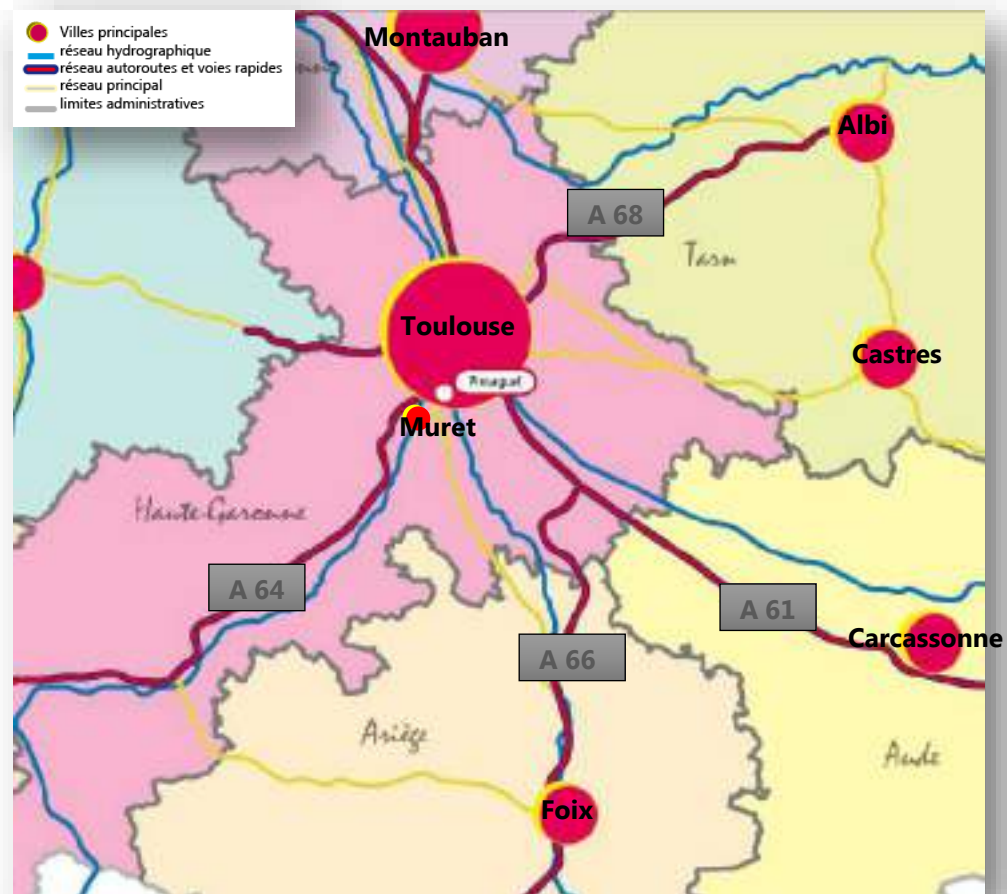 Villes principales
réseau hydrographique
réseau autoroutes et voies rapides
réseau principal
limites administratives
Montauban
Albi
A 68
Tarn
Toulouse
Castres
Muret
Haute-Garonne
A 64
A 61
Carcassonne
A 66
Ariège
Aude
Foix